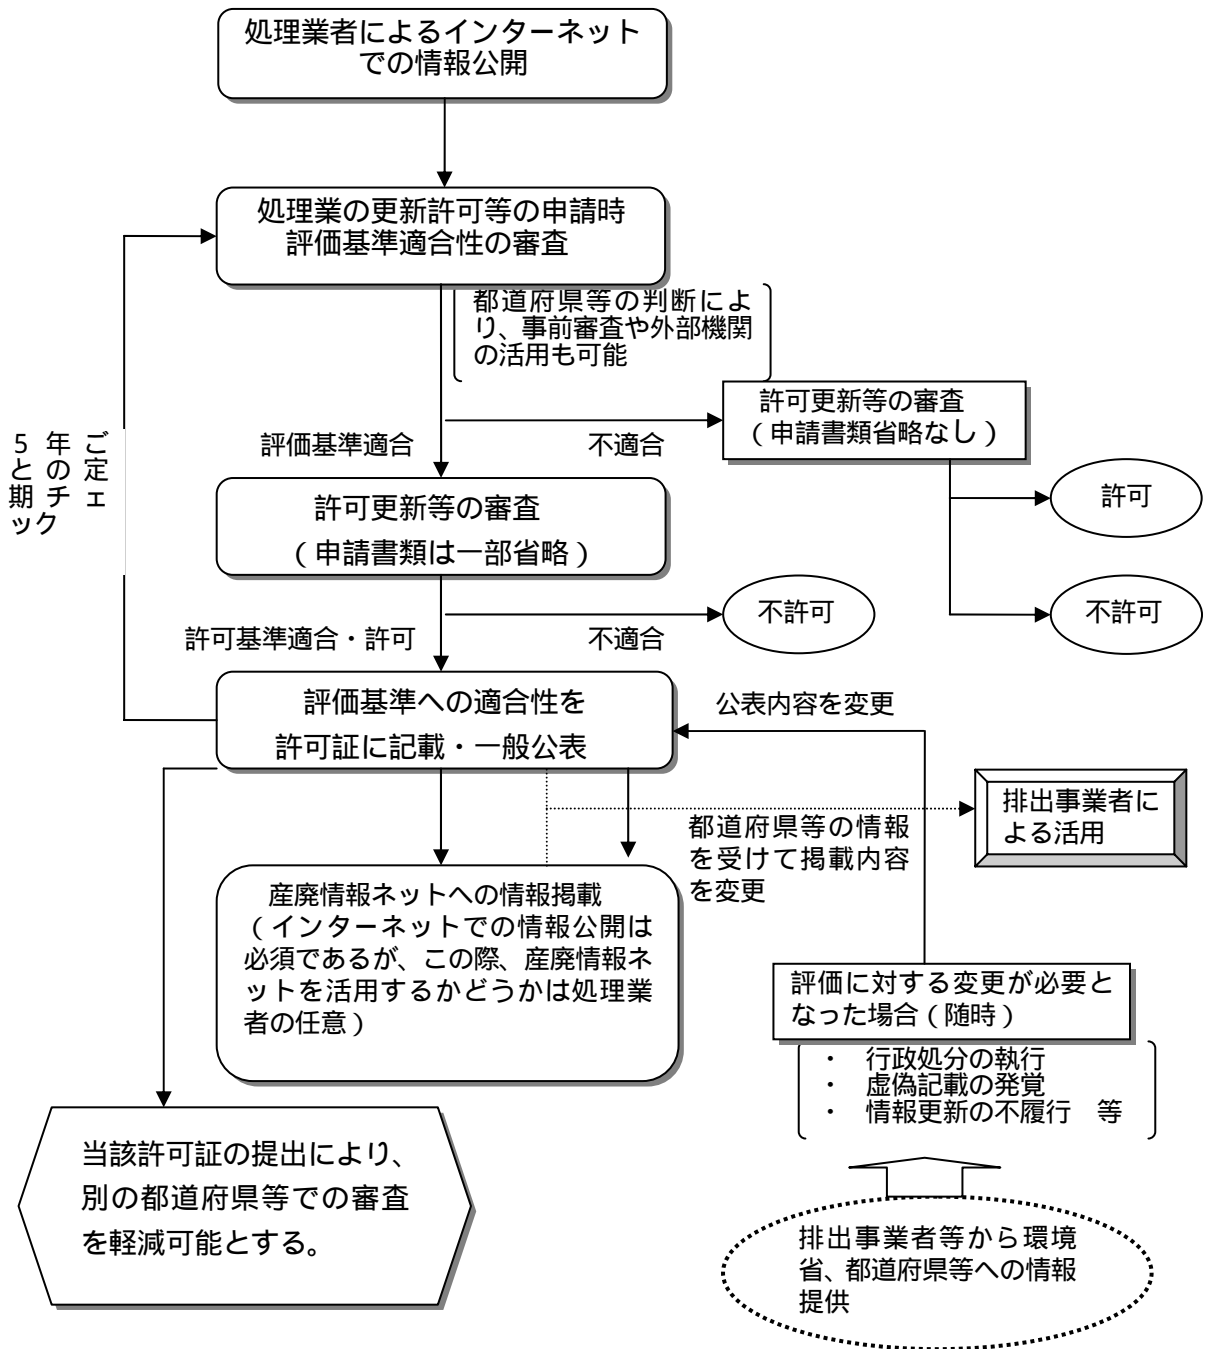 処理業者によるインターネット
での情報公開
処理業の更新許可等の申請時
評価基準適合性の審査
都道府県等の判断によ
り、事前審査や外部機関
の活用も可能
許可更新等の審査
（申請書類省略なし）
評価基準適合
不適合
5年ご
との定
期チェ
ック
許可
許可更新等の審査
（申請書類は一部省略）
不許可
不許可
許可基準適合・許可
不適合
評価基準への適合性を
許可証に記載・一般公表
公表内容を変更
排出事業者に
よる活用
都道府県等の情報
を受けて掲載内容
を変更
産廃情報ネットへの情報掲載
（インターネットでの情報公開は
必須であるが、この際、産廃情報ネ
ットを活用するかどうかは処理業
者の任意）
評価に対する変更が必要と
なった場合（随時）
・ 行政処分の執行
・ 虚偽記載の発覚
・ 情報更新の不履行 等
当該許可証の提出により、
別の都道府県等での審査
を軽減可能とする。
排出事業者等から環境
省、都道府県等への情報
提供